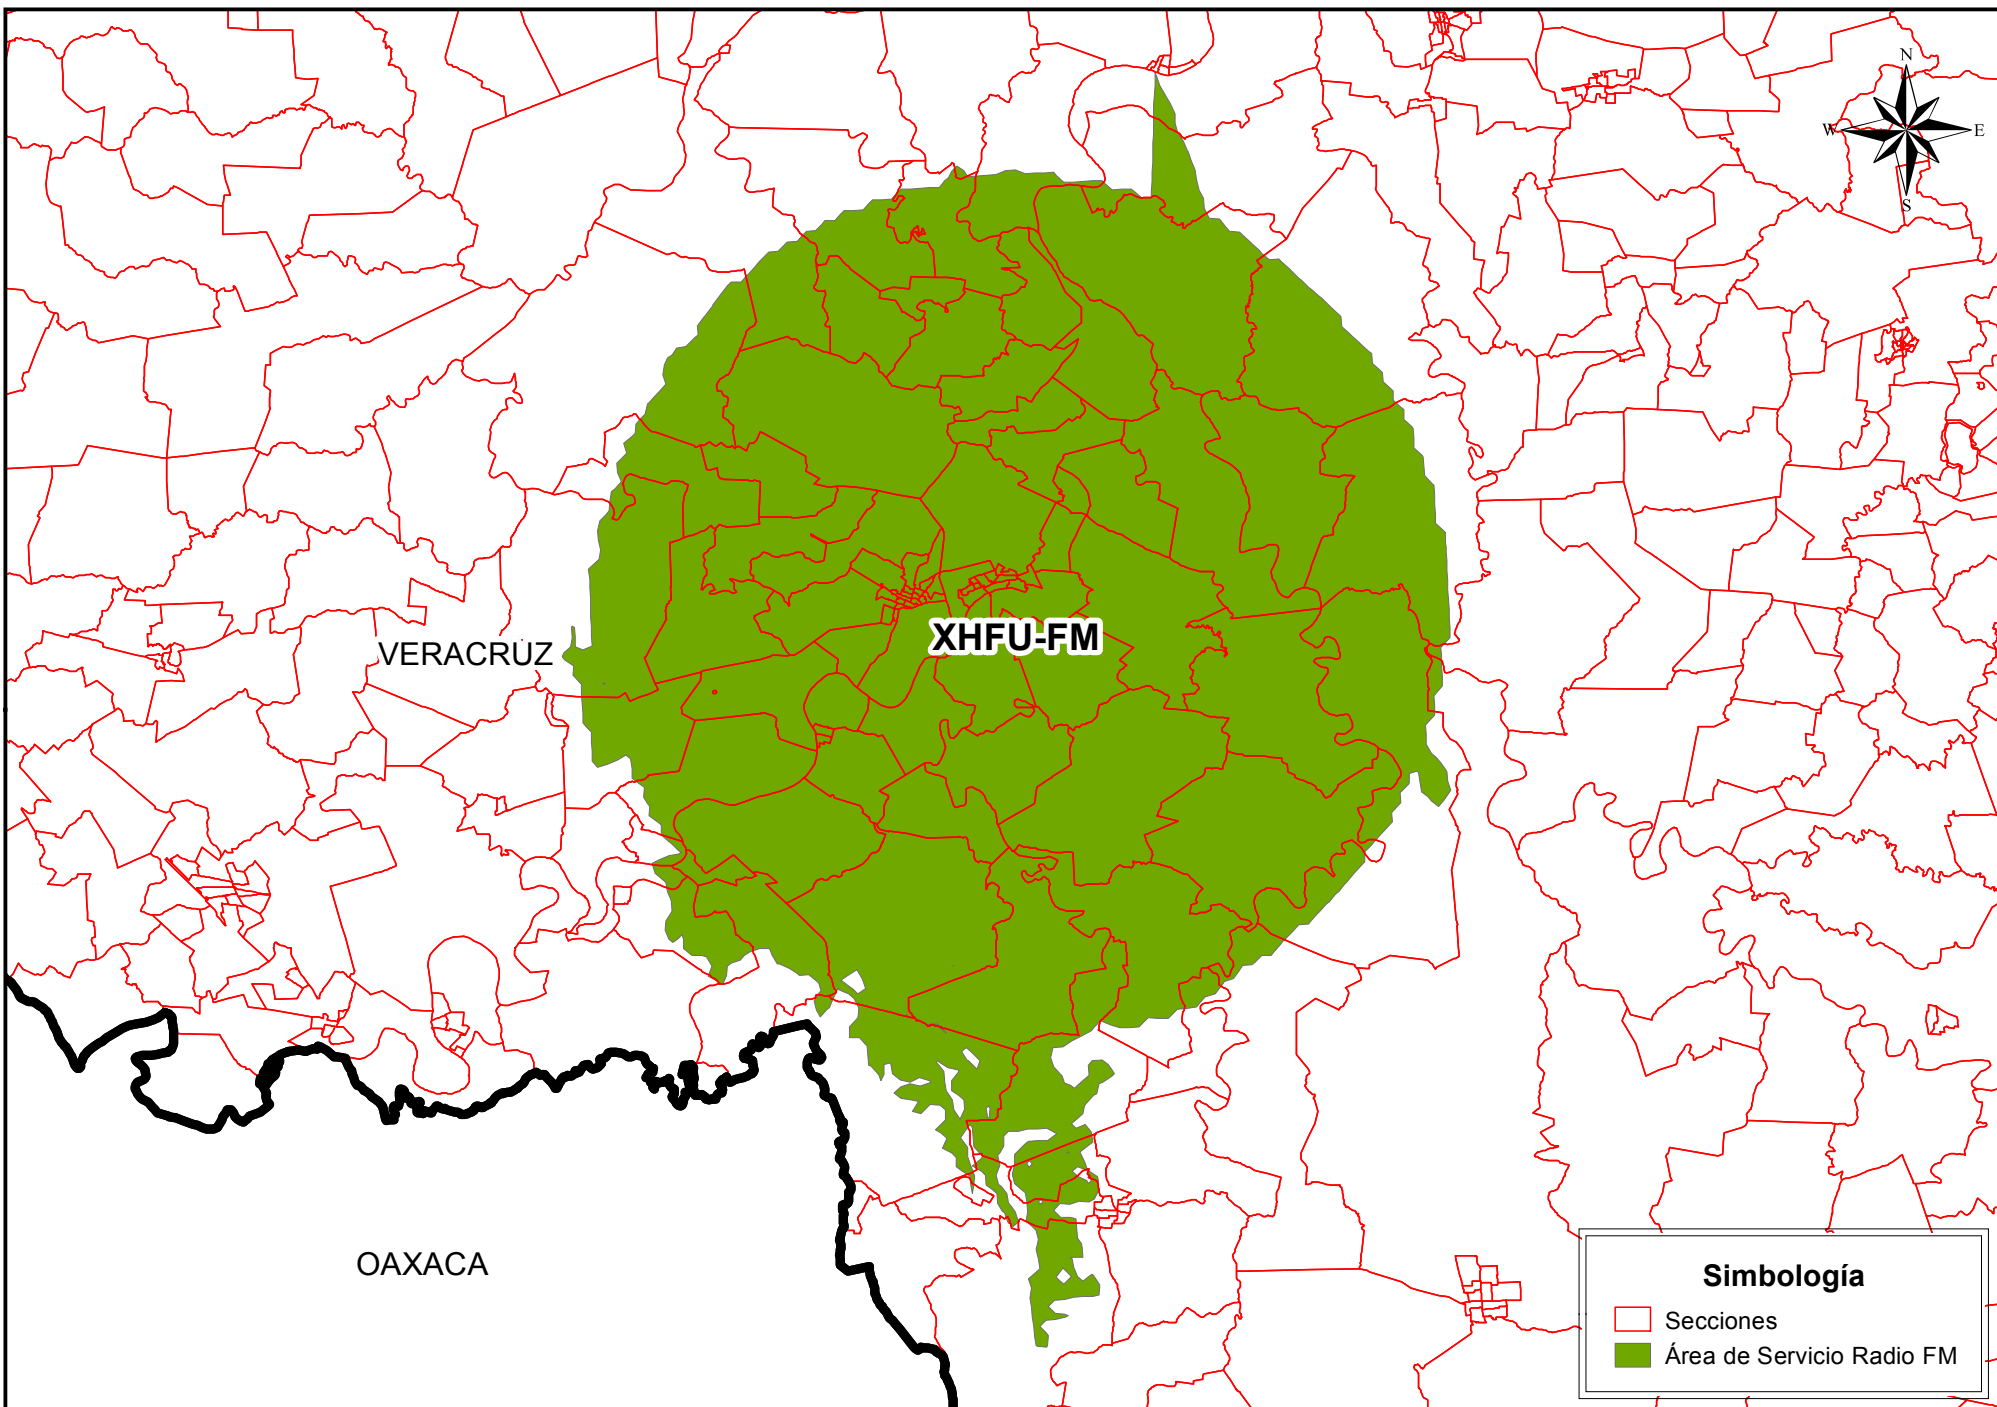 N
W E
S
XHFU-FM
VERACRUZ
OAXACA
Simbología
Secciones
Área de Servicio Radio FM